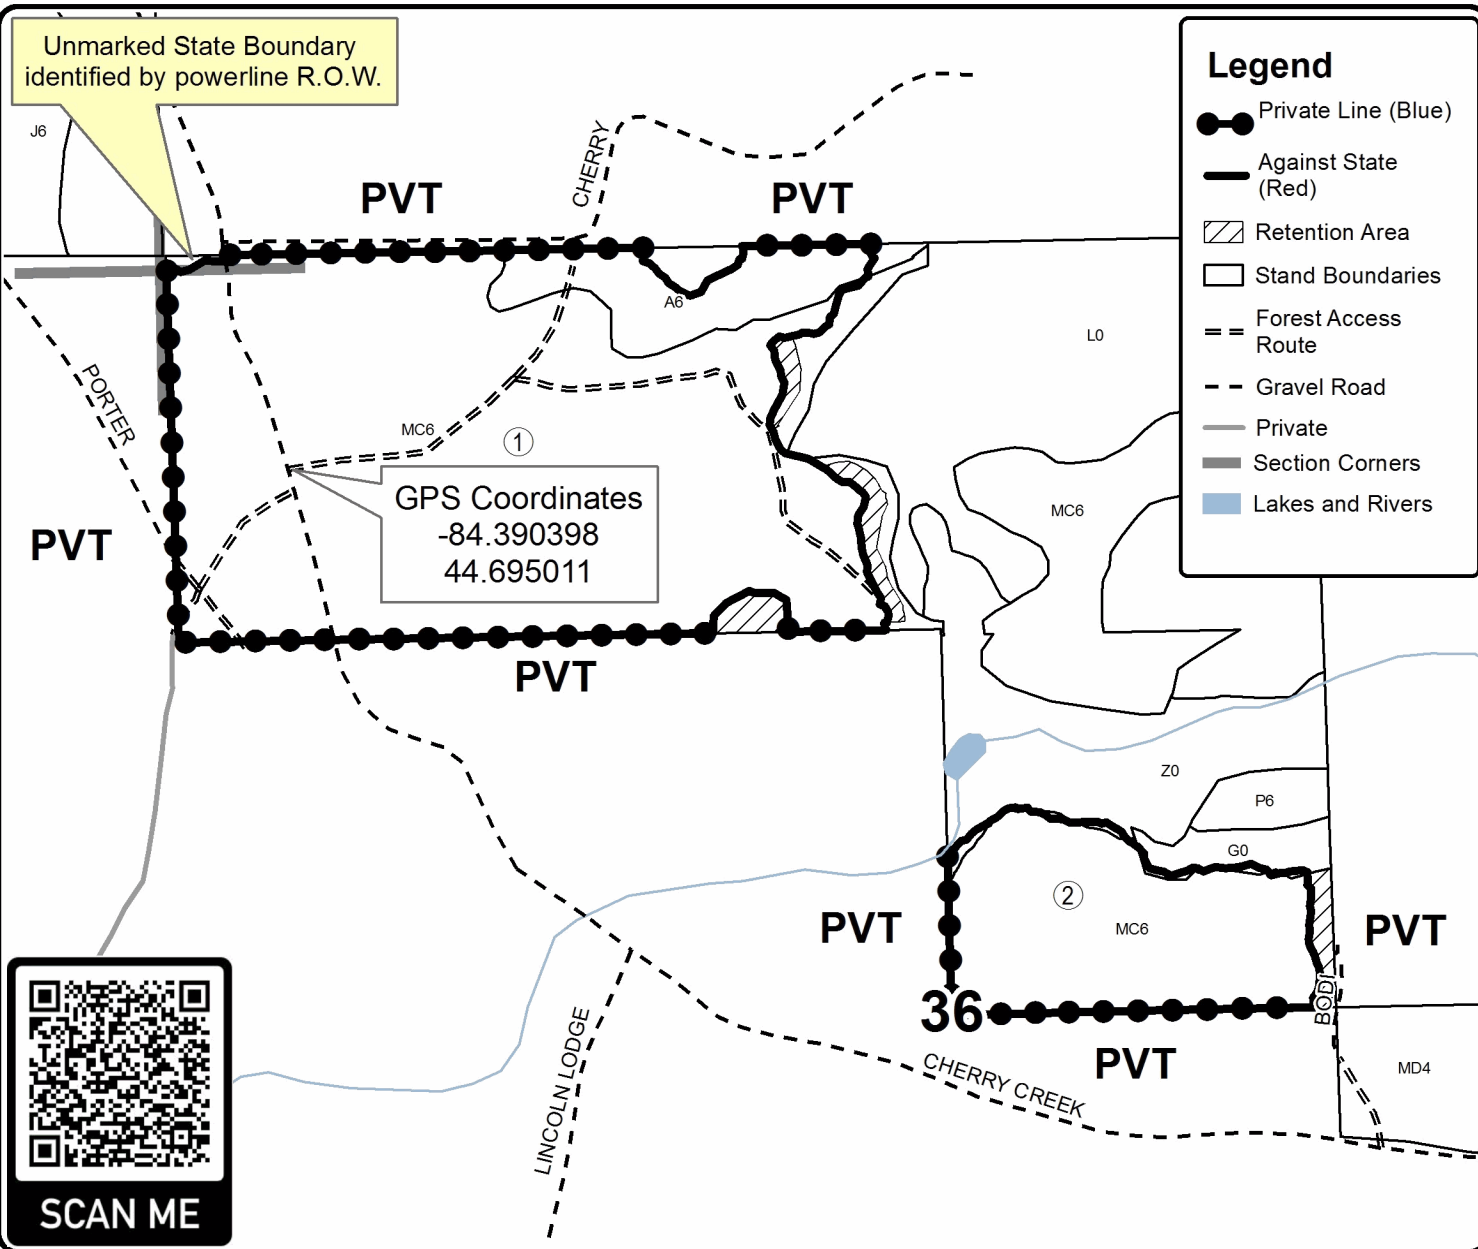 Unmarked State Boundary
identified by powerline R.O.W.
J6
CHERRY
PVT
PVT
A6
L0
PORTER
MC6
1
GPS Coordinates
-84.390398
44.695011
MC6
PVT
PVT
Legend
Private Line (Blue)
Against State
(Red)
Retention Area
Stand Boundaries
Forest Access
Route
Gravel Road
Private
Section Corners
Lakes and Rivers
Z0
P6
G0
2
MC6
PVT
PVT
36
BODI
PVT
MD4
CHERRY CREEK
LINCOLN LODGE
SCAN ME